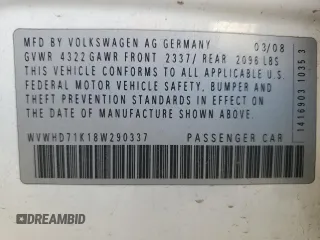 MFD BY VOLKSWAGEN AG GERMANY 03/08
GVWR 4322 GAWR FRONT 2337/ REAR 2096 LBS
THIS VEHICLE CONFORMS TO ALL APPLICABLE U.S.
FEDERAL MOTOR VEHICLE SAFETY, BUMPER AND
THEFT PREVENTION STANDARDS IN EFFECT ON THE
DATE OF MANUFACTURE SHOWN ABOVE.
WVWHD71K18W290337 PASSENGER CAR
1416903 1035 3
DREAMBID